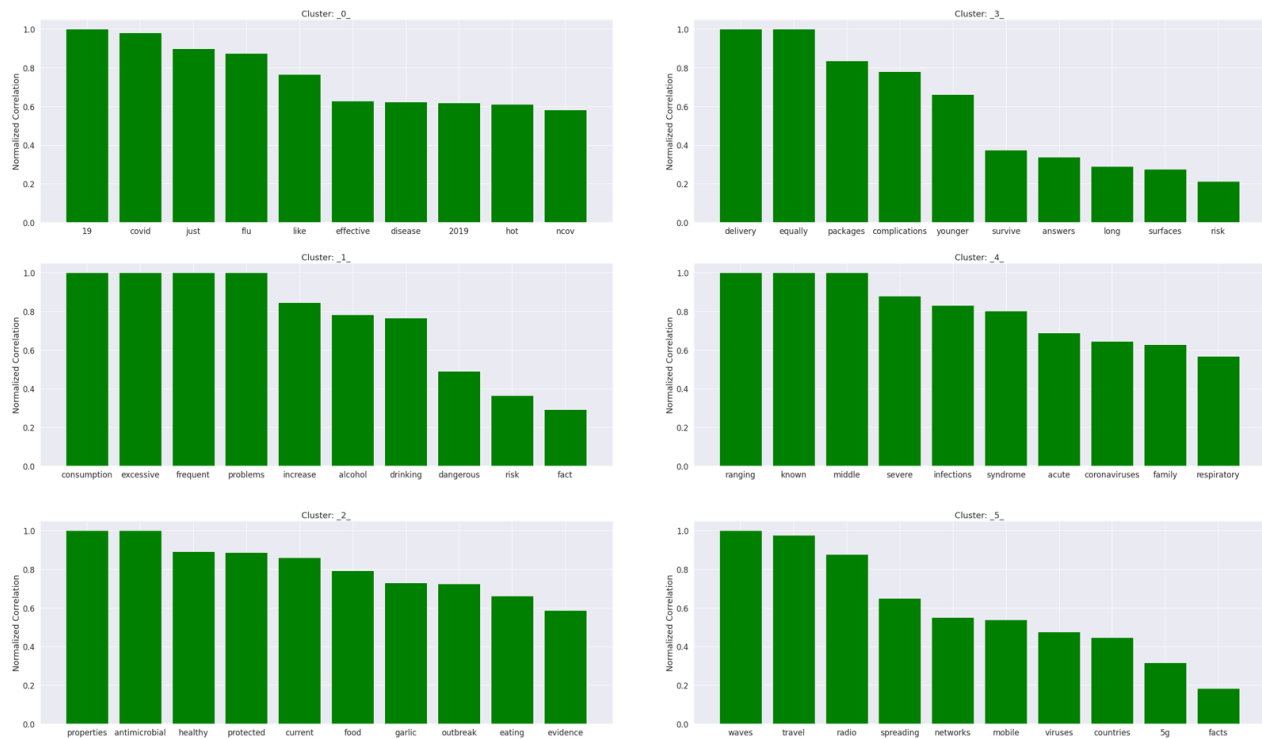 Cluster: _0_
Normalized Correlation
1.0
0.8
0.6
0.4
0.2
0.0
19 covid just flu like effective disease 2019 hot ncov
Cluster: _3_
Normalized Correlation
1.0
0.8
0.6
0.4
0.2
0.0
delivery equally packages complications younger survive answers long surfaces risk
Cluster: _1_
Normalized Correlation
1.0
0.8
0.6
0.4
0.2
0.0
consumption excessive frequent problems increase alcohol drinking dangerous risk fact
Cluster: _4_
Normalized Correlation
1.0
0.8
0.6
0.4
0.2
0.0
ranging known middle severe infections syndrome acute coronaviruses family respiratory
Cluster: _2_
Normalized Correlation
1.0
0.8
0.6
0.4
0.2
0.0
properties antimicrobial healthy protected current food garlic outbreak eating evidence
Cluster: _5_
Normalized Correlation
1.0
0.8
0.6
0.4
0.2
0.0
waves travel radio spreading networks mobile viruses countries 5g facts